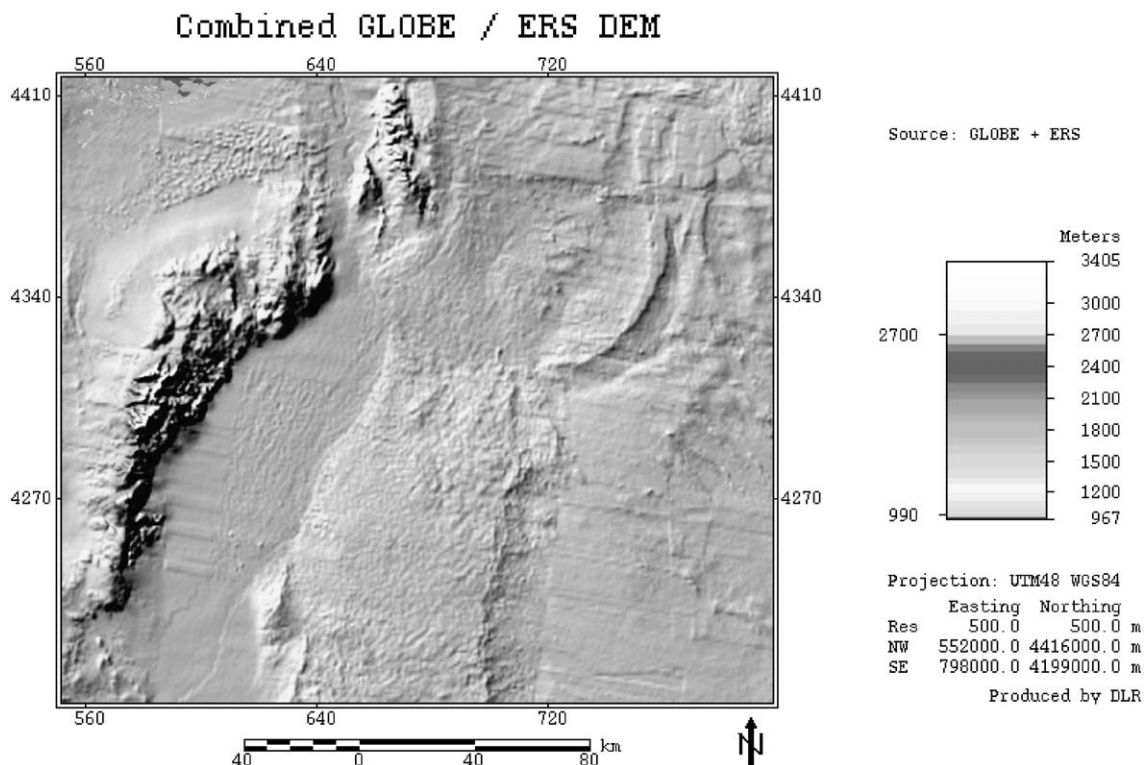 Combined GLOBE / ERS DEM
560 640 720
4410 4410
4340 4340
4270 4270
560 640 720
40 0 40 80 km
N
Source: GLOBE + ERS
Meters
3405
3000
2700 2700
2400
2100
1800
1500
1200
990 967
Projection: UTM48 WGS84
Easting Northing
Res 500.0 500.0 m
NW 552000.0 4416000.0 m
SE 798000.0 4199000.0 m
Produced by DLR